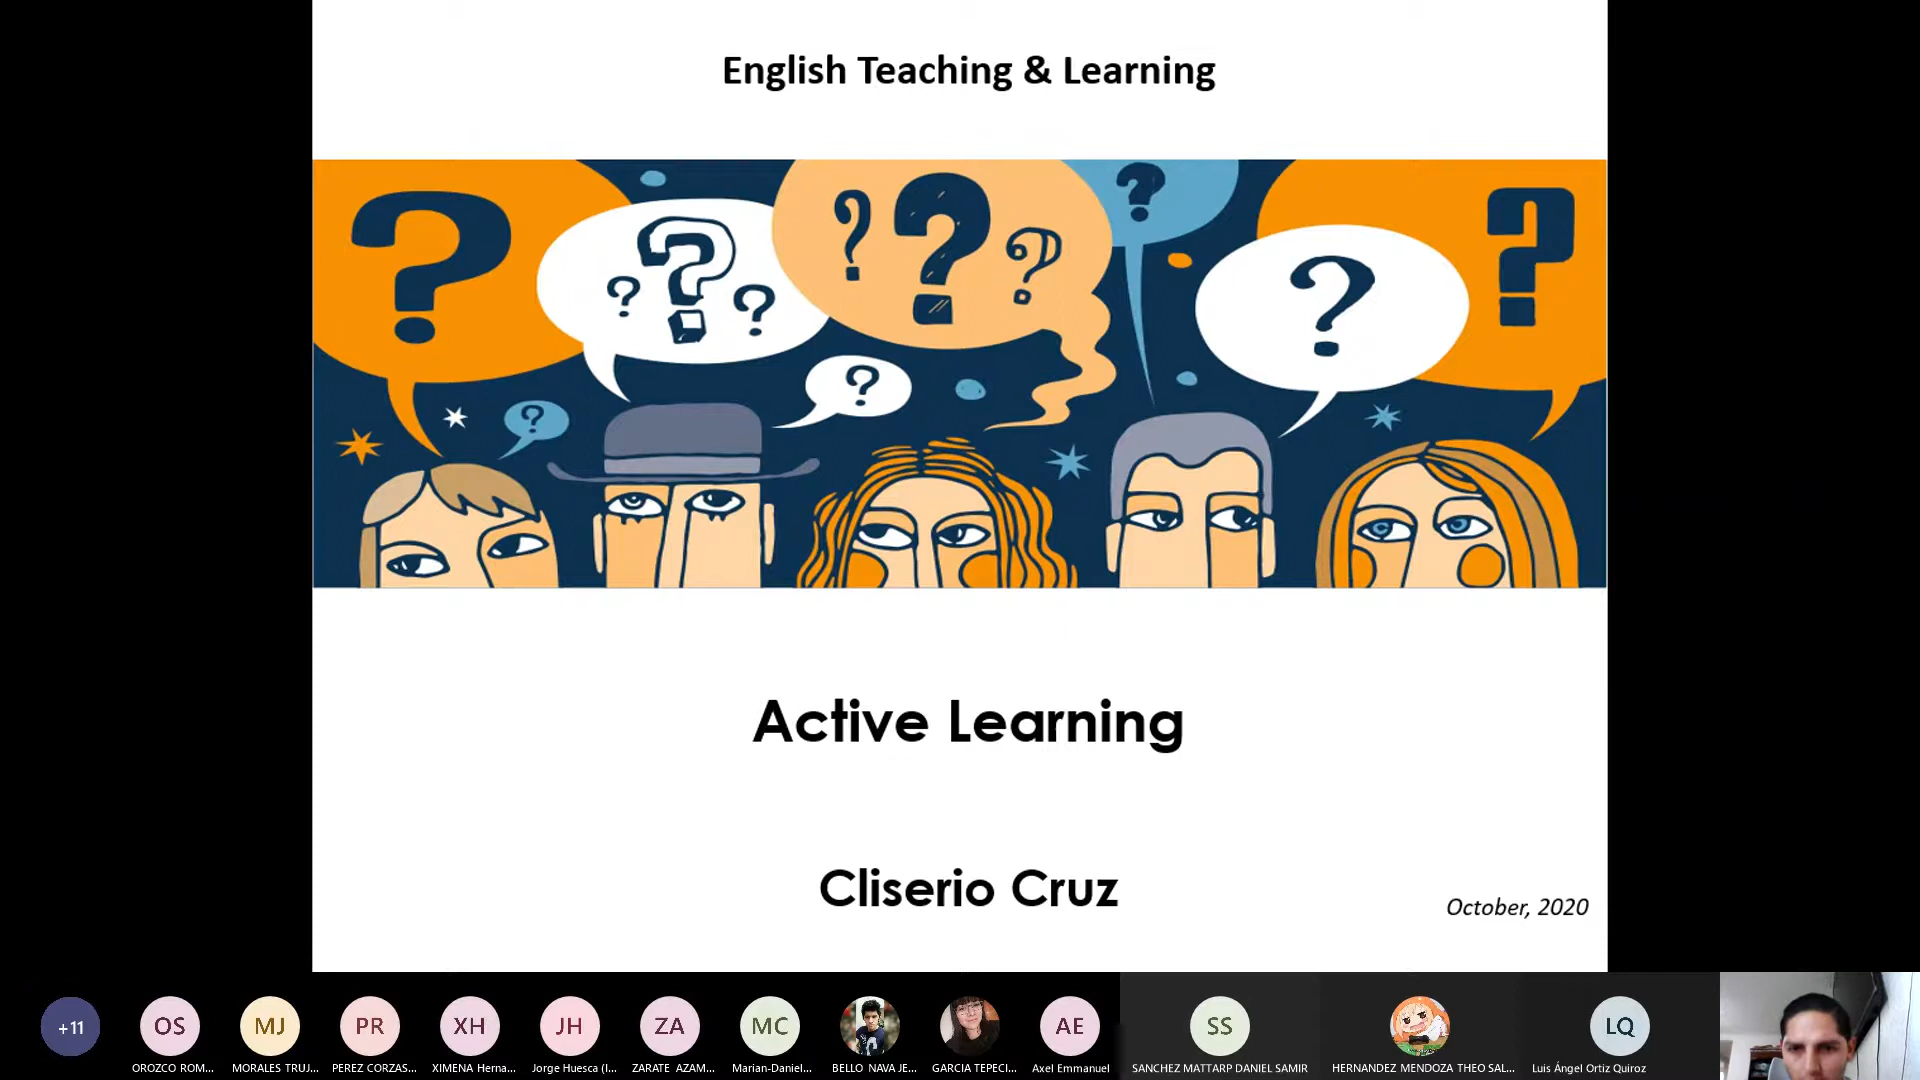 English Teaching & Learning
? ? ? ? ? ? ? ? ? ?
? ?
Active Learning
Cliserio Cruz
October, 2020
+11
OS
MJ
PR
XH
JH
ZA
MC
AE
SS
LQ
OROZCO ROM...
MORALES TRUJ...
PEREZ CORZAS...
XIMENA Herna...
Jorge Huesca (I...
ZARATE AZAM...
Marian-Daniel...
BELLO NAVA JE...
GARCIA TEPECI...
Axel Emmanuel
SANCHEZ MATTARP DANIEL SAMIR
HERNANDEZ MENDOZA THEO SAL...
Luis Ángel Ortiz Quiroz